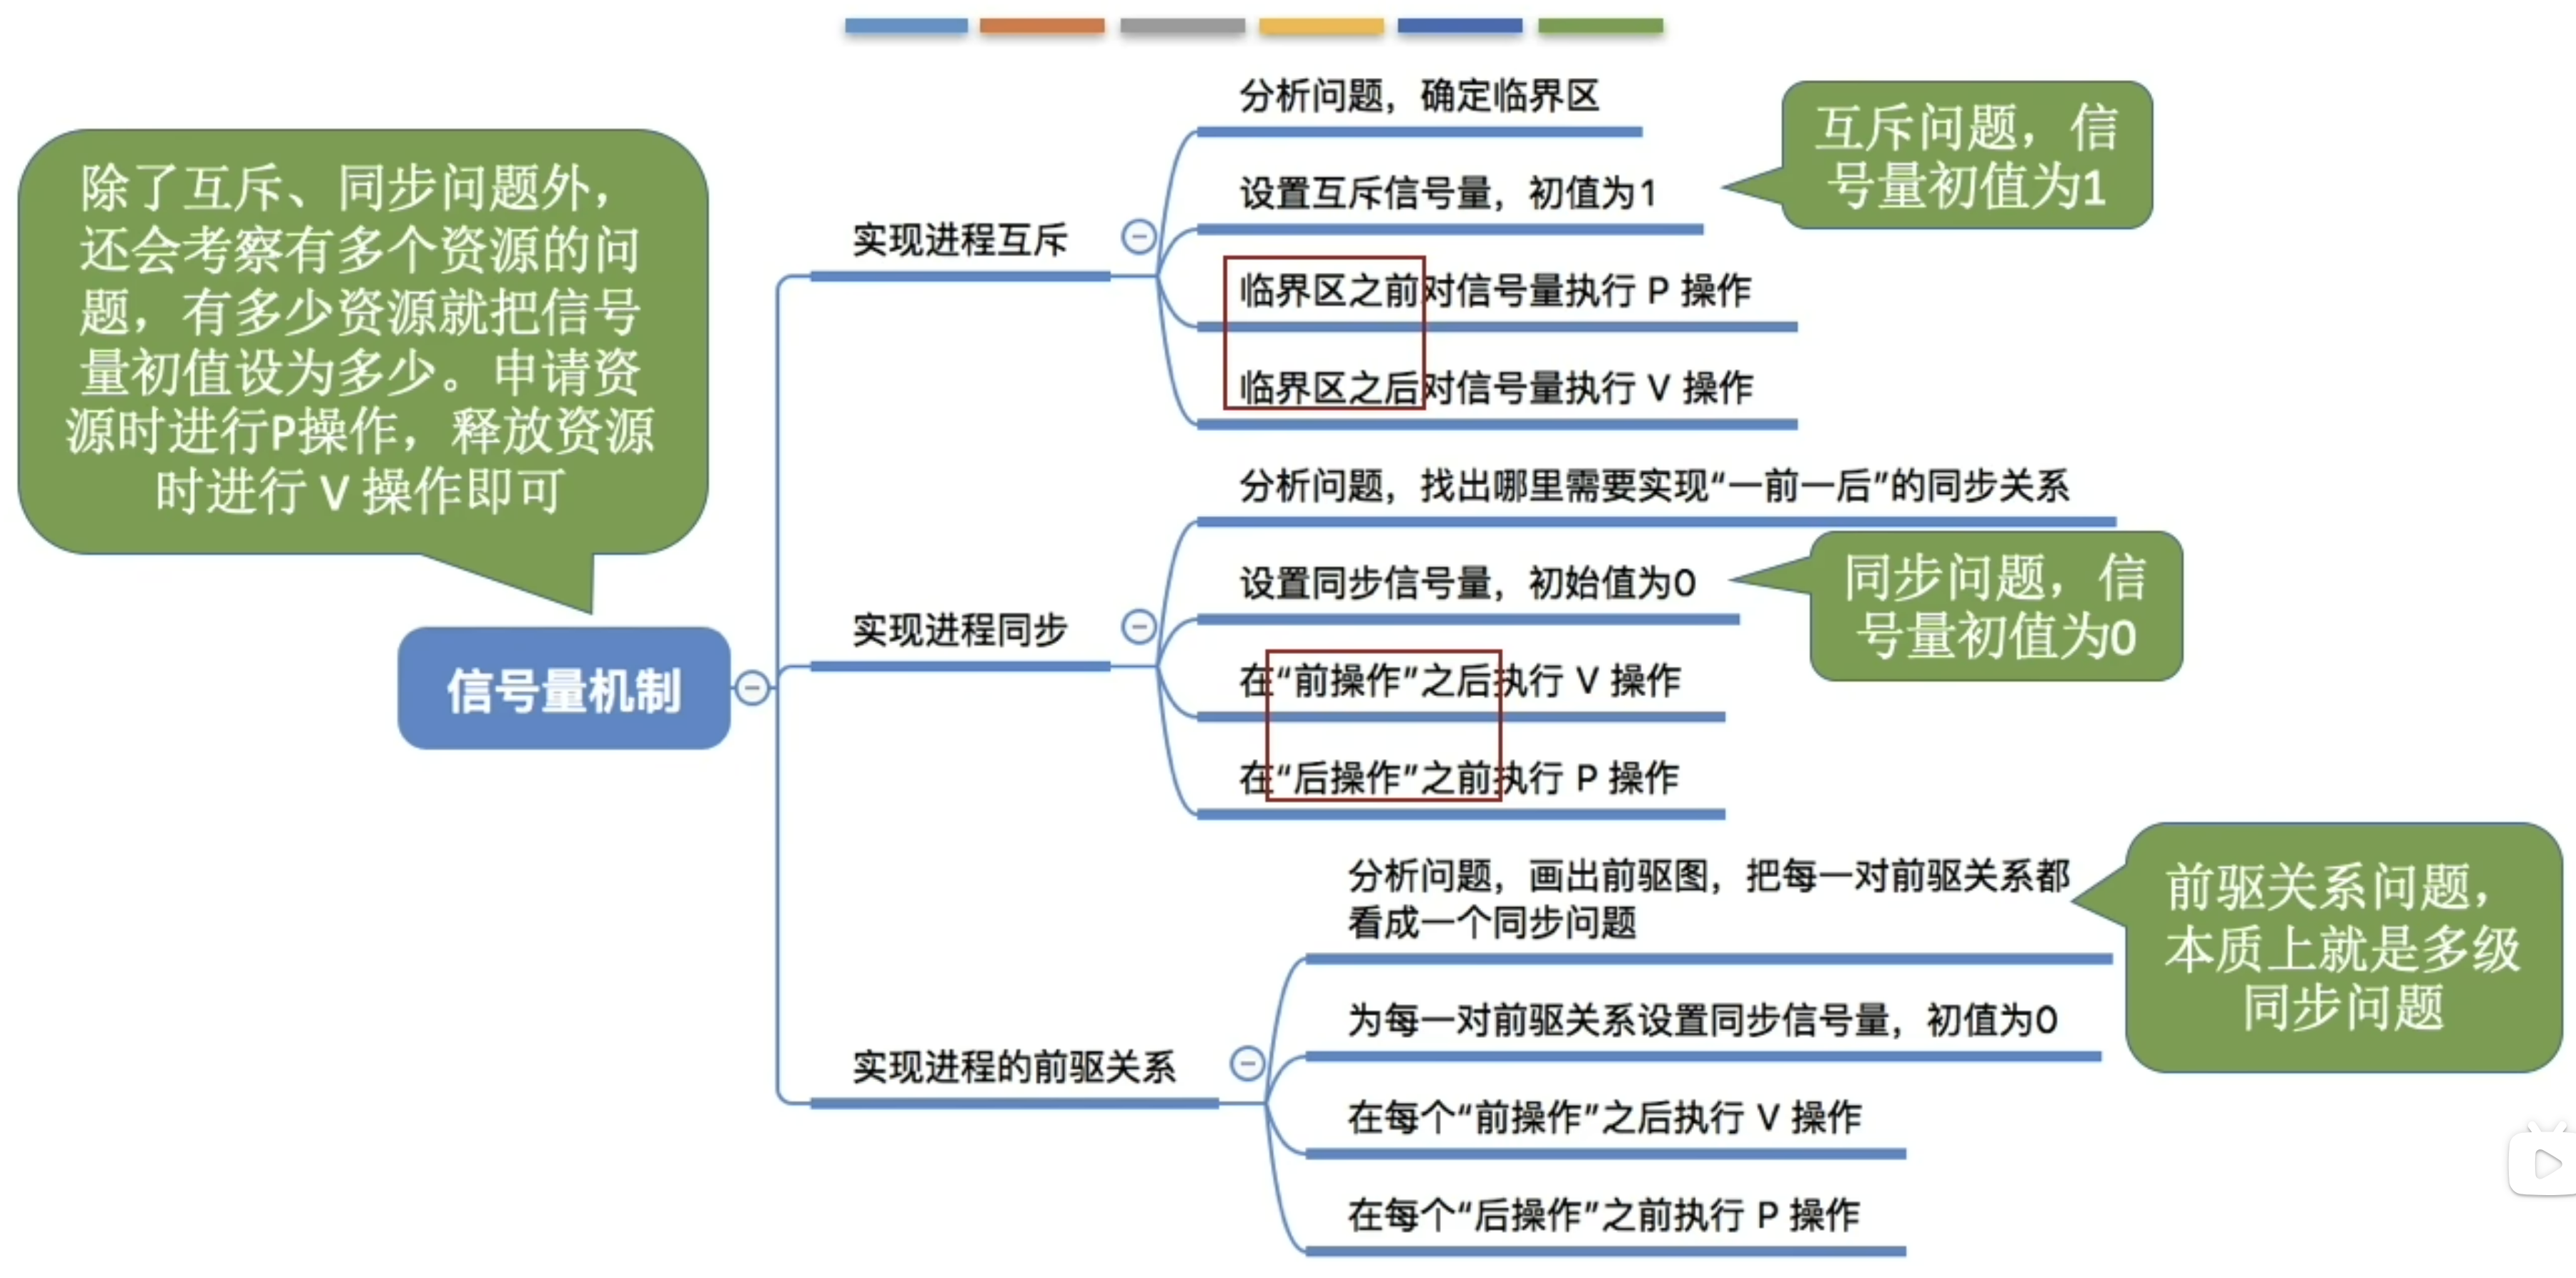 除了互斥、同步问题外，
还会考察有多个资源的问
题，有多少资源就把信号
量初值设为多少。申请资
源时进行P操作，释放资源
时进行 V 操作即可
信号量机制
实现进程互斥
分析问题，确定临界区
设置互斥信号量，初值为1
互斥问题，信
号量初值为1
临界区之前对信号量执行 P 操作
临界区之后对信号量执行 V 操作
实现进程同步
分析问题，找出哪里需要实现“一前一后”的同步关系
设置同步信号量，初始值为0
同步问题，信
号量初值为0
在“前操作”之后执行 V 操作
在“后操作”之前执行 P 操作
实现进程的前驱关系
分析问题，画出前驱图，把每一对前驱关系都
看成一个同步问题
前驱关系问题，
本质上就是多级
同步问题
为每一对前驱关系设置同步信号量，初值为0
在每个“前操作”之后执行 V 操作
在每个“后操作”之前执行 P 操作